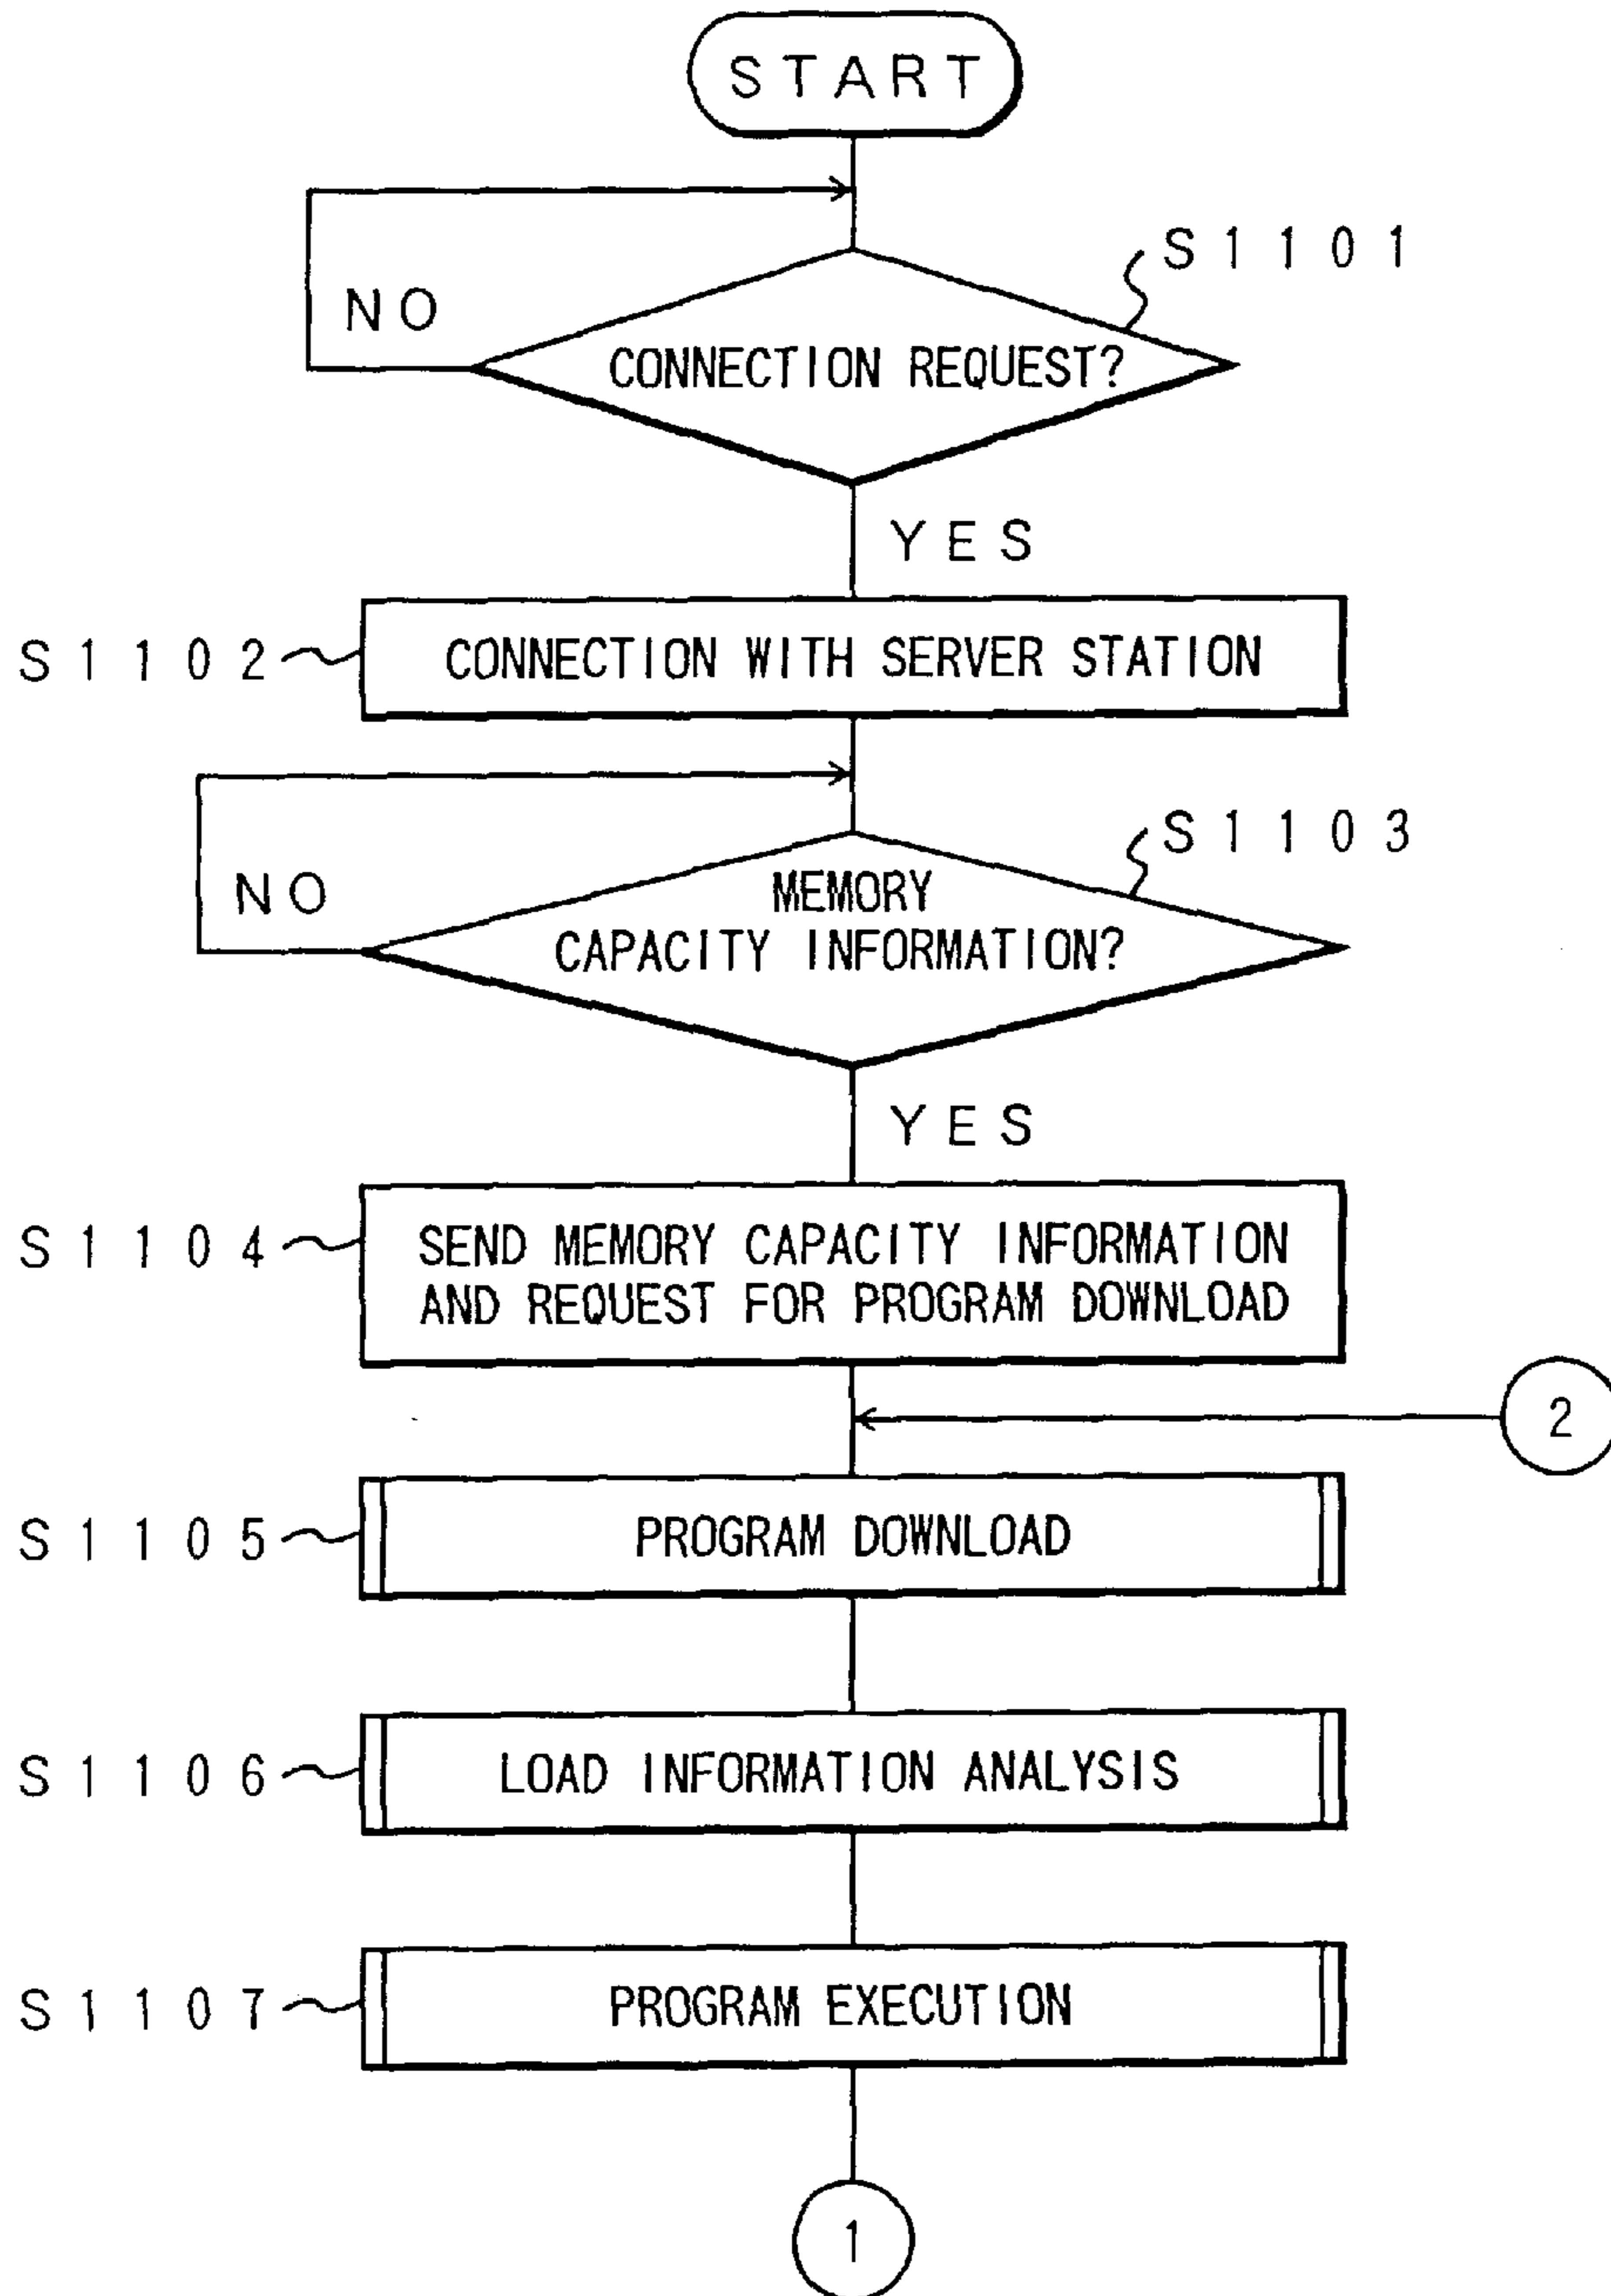 START
S1101
NO
CONNECTION REQUEST?
YES
S1102
CONNECTION WITH SERVER STATION
S1103
NO
MEMORY
CAPACITY INFORMATION?
YES
S1104
SEND MEMORY CAPACITY INFORMATION
AND REQUEST FOR PROGRAM DOWNLOAD
2
S1105
PROGRAM DOWNLOAD
S1106
LOAD INFORMATION ANALYSIS
S1107
PROGRAM EXECUTION
1